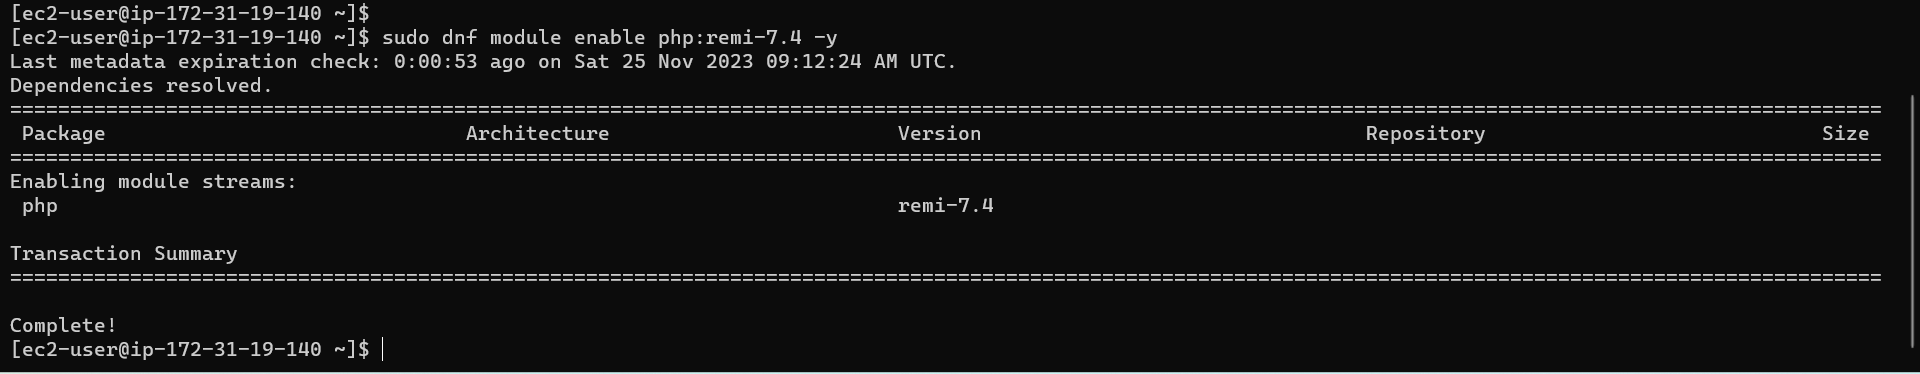 [ec2-user@ip-172-31-19-140 ~]$
[ec2-user@ip-172-31-19-140 ~]$ sudo dnf module enable php:remi-7.4 -y
Last metadata expiration check: 0:00:53 ago on Sat 25 Nov 2023 09:12:24 AM UTC.
Dependencies resolved.
============================================================================================================================================================
 Package                              Architecture                        Version                                Repository                            Size
============================================================================================================================================================
Enabling module streams:
 php                                                                      remi-7.4

Transaction Summary
============================================================================================================================================================

Complete!
[ec2-user@ip-172-31-19-140 ~]$